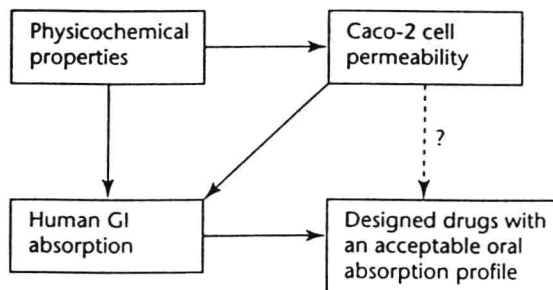 Physicochemical
properties
Caco-2 cell
permeability
?
Human GI
absorption
Designed drugs with
an acceptable oral
absorption profile